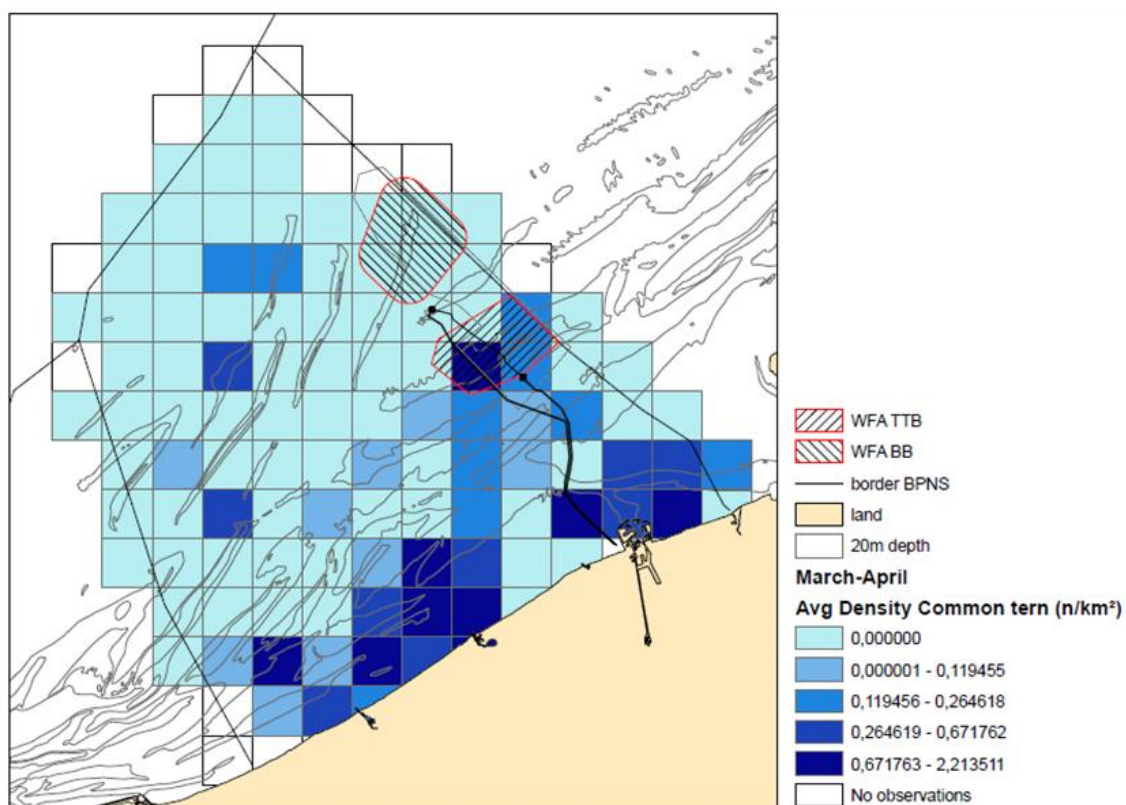 WFA TTB
WFA BB
border BPNS
land
20m depth
March-April
Avg Density Common tern (n/km²)
0,000000
0,000001 - 0,119455
0,119456 - 0,264618
0,264619 - 0,671762
0,671763 - 2,213511
No observations